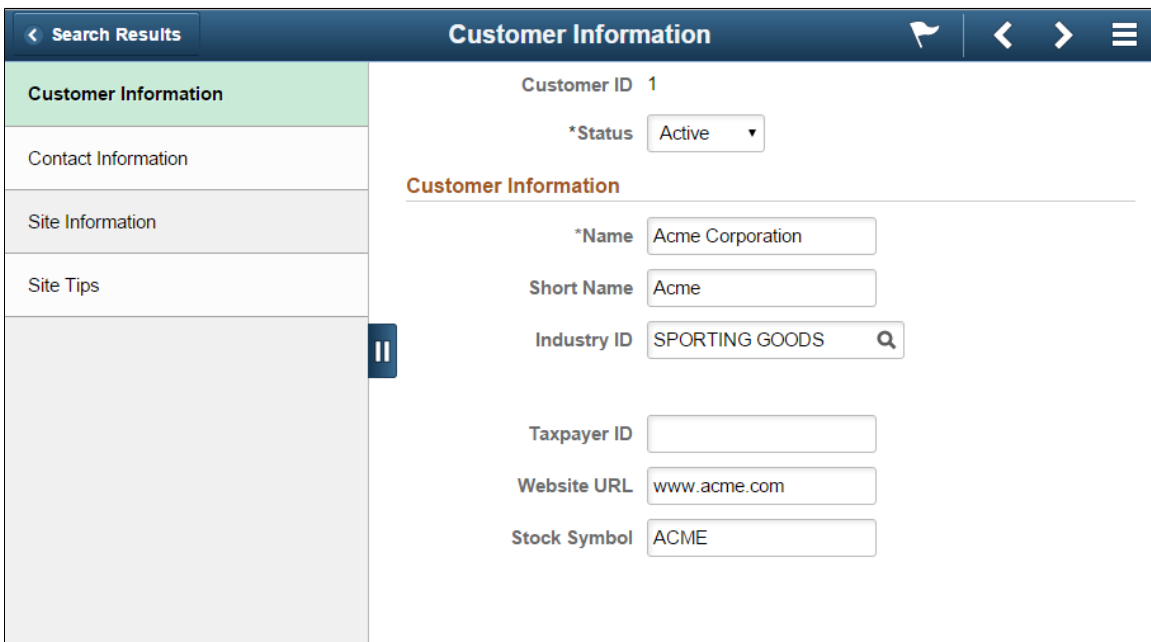 Search Results
Customer Information
Customer Information
Contact Information
Site Information
Site Tips
Customer ID 1
*Status Active
Customer Information
*Name Acme Corporation
Short Name Acme
Industry ID SPORTING GOODS
Taxpayer ID
Website URL www.acme.com
Stock Symbol ACME